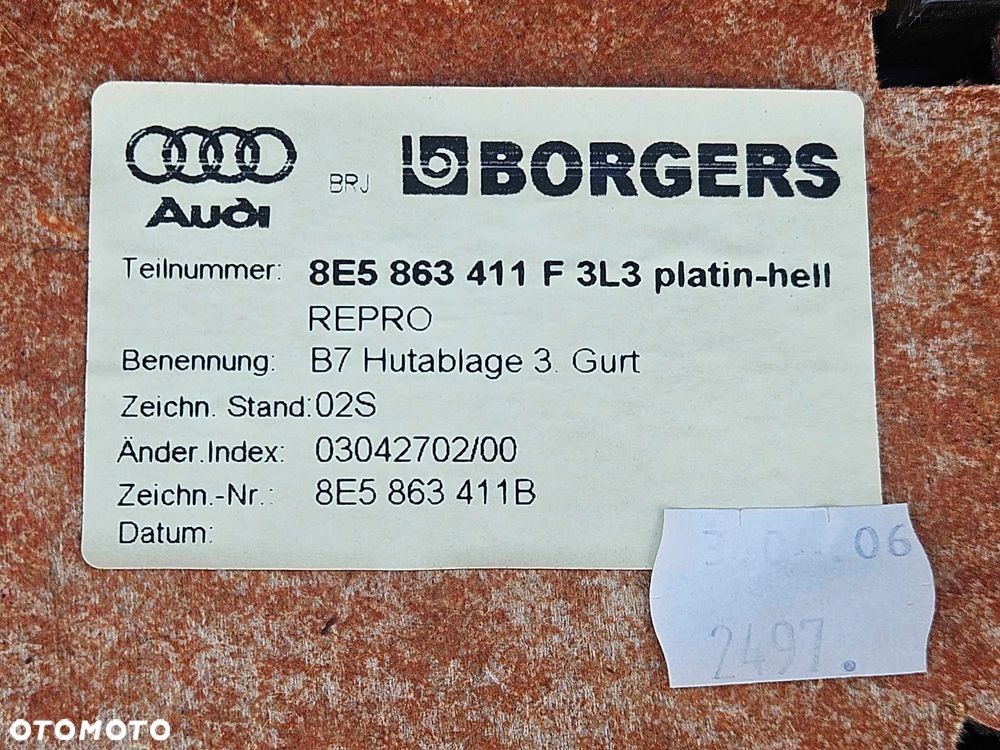 Audi
BRJ
BORGERS
Teilnummer: 8E5 863 411 F 3L3 platin-hell
REPRO
Benennung: B7 Hutablage 3. Gurt
Zeichn. Stand: 02S
Änder.Index: 03042702/00
Zeichn.-Nr.: 8E5 863 411B
Datum:
06
2497.
OTOMOTO